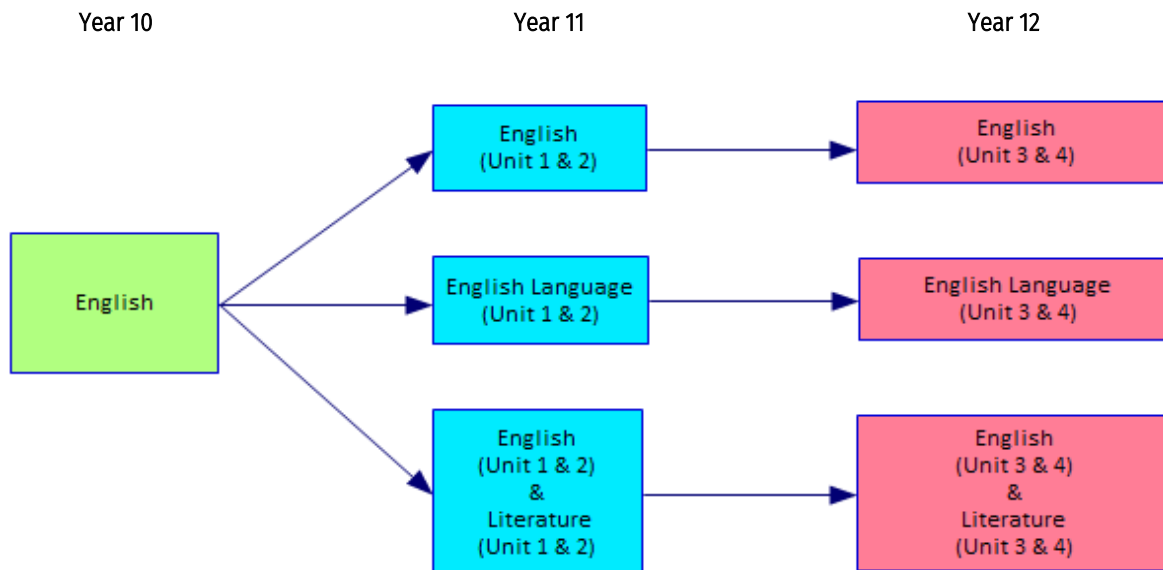 Year 10
Year 11
Year 12
English
English
(Unit 1 & 2)
English
(Unit 3 & 4)
English Language
(Unit 1 & 2)
English Language
(Unit 3 & 4)
English
(Unit 1 & 2)
&
Literature
(Unit 1 & 2)
English
(Unit 3 & 4)
&
Literature
(Unit 3 & 4)